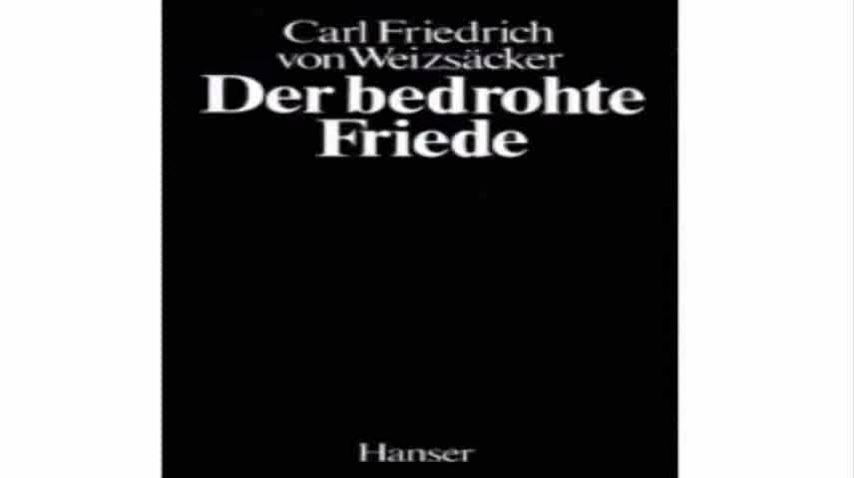 Carl Friedrich
von Weizsäcker
Der bedrohte
Friede
Hanser